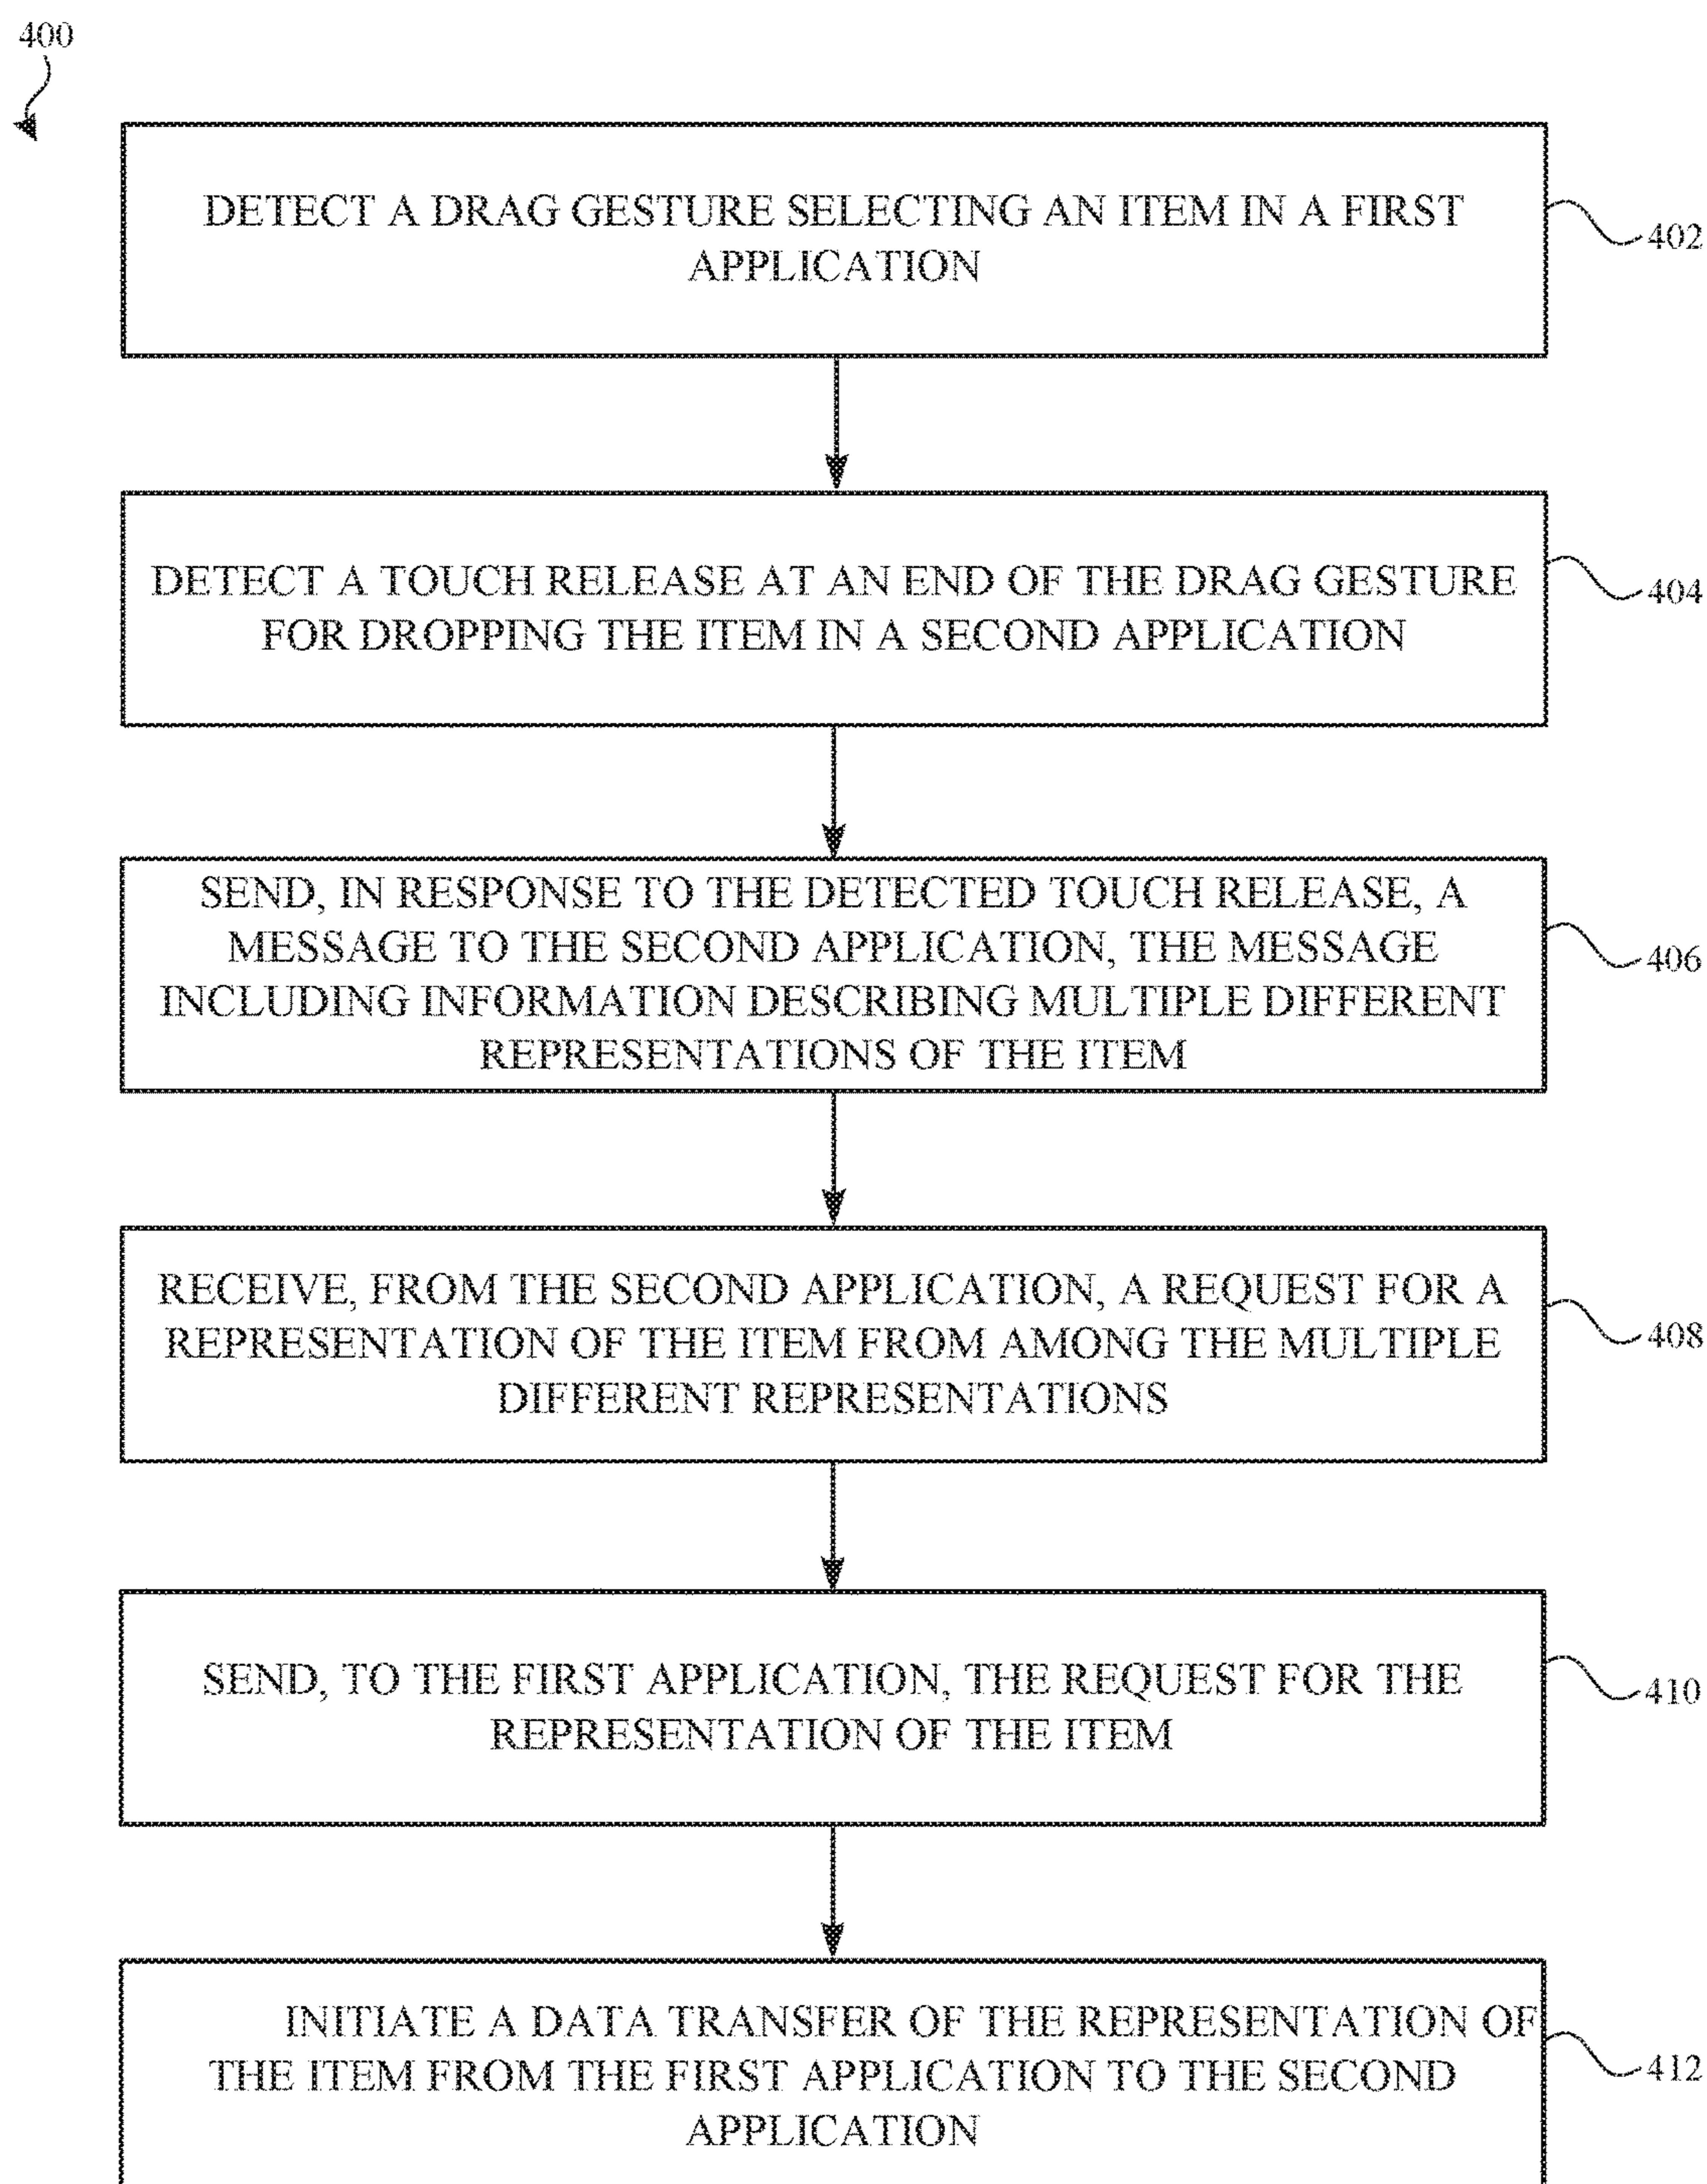 400
DETECT A DRAG GESTURE SELECTING AN ITEM IN A FIRST
APPLICATION
402
DETECT A TOUCH RELEASE AT AN END OF THE DRAG GESTURE
FOR DROPPING THE ITEM IN A SECOND APPLICATION
404
SEND, IN RESPONSE TO THE DETECTED TOUCH RELEASE, A
MESSAGE TO THE SECOND APPLICATION, THE MESSAGE
INCLUDING INFORMATION DESCRIBING MULTIPLE DIFFERENT
REPRESENTATIONS OF THE ITEM
406
RECEIVE, FROM THE SECOND APPLICATION, A REQUEST FOR A
REPRESENTATION OF THE ITEM FROM AMONG THE MULTIPLE
DIFFERENT REPRESENTATIONS
408
SEND, TO THE FIRST APPLICATION, THE REQUEST FOR THE
REPRESENTATION OF THE ITEM
410
INITIATE A DATA TRANSFER OF THE REPRESENTATION OF
THE ITEM FROM THE FIRST APPLICATION TO THE SECOND
APPLICATION
412